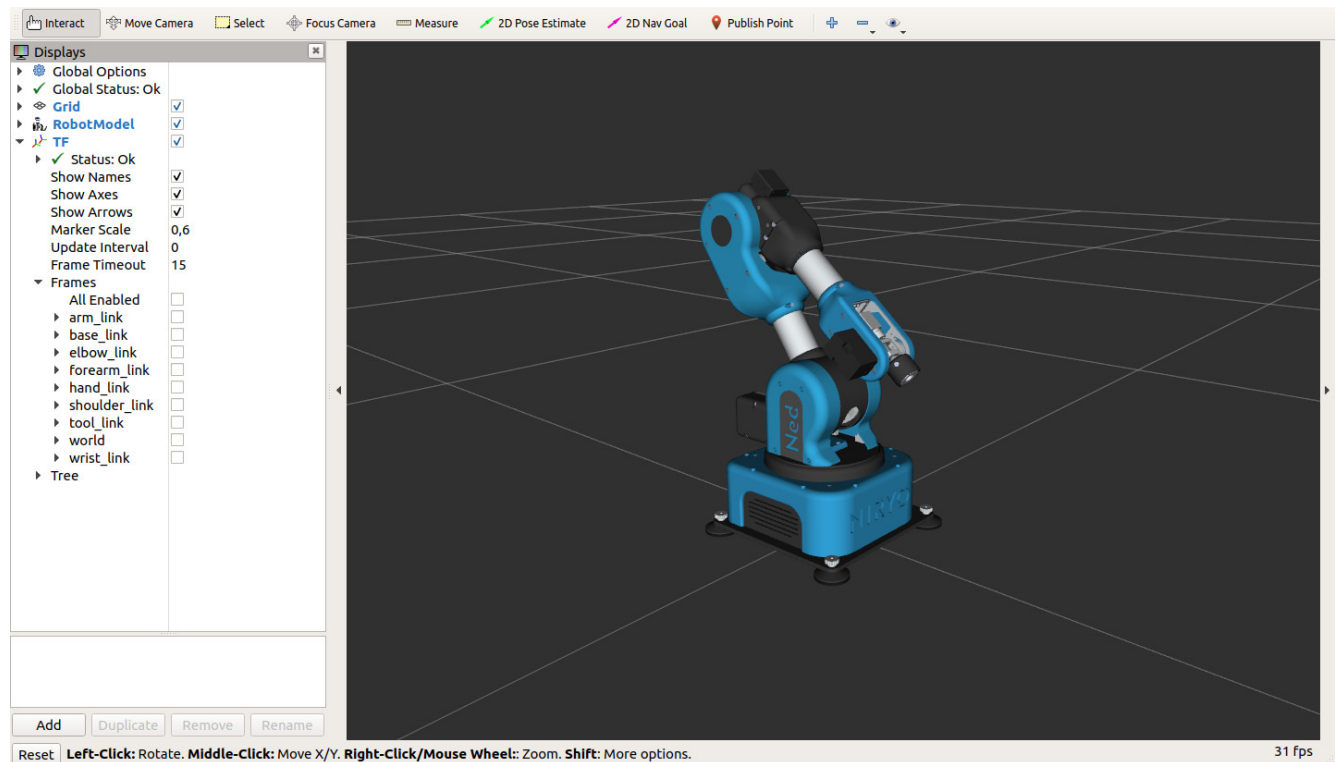 Interact Move Camera Select Focus Camera Measure 2D Pose Estimate 2D Nav Goal Publish Point
Displays
Global Options
Global Status: Ok
Grid
RobotModel
TF
Status: Ok
Show Names
Show Axes
Show Arrows
Marker Scale 0,6
Update Interval 0
Frame Timeout 15
Frames
All Enabled
arm_link
base_link
elbow_link
forearm_link
hand_link
shoulder_link
tool_link
world
wrist_link
Tree
Ned
NIRYO
Add Duplicate Remove Rename
Reset Left-Click: Rotate. Middle-Click: Move X/Y. Right-Click/Mouse Wheel:: Zoom. Shift: More options. 31 fps